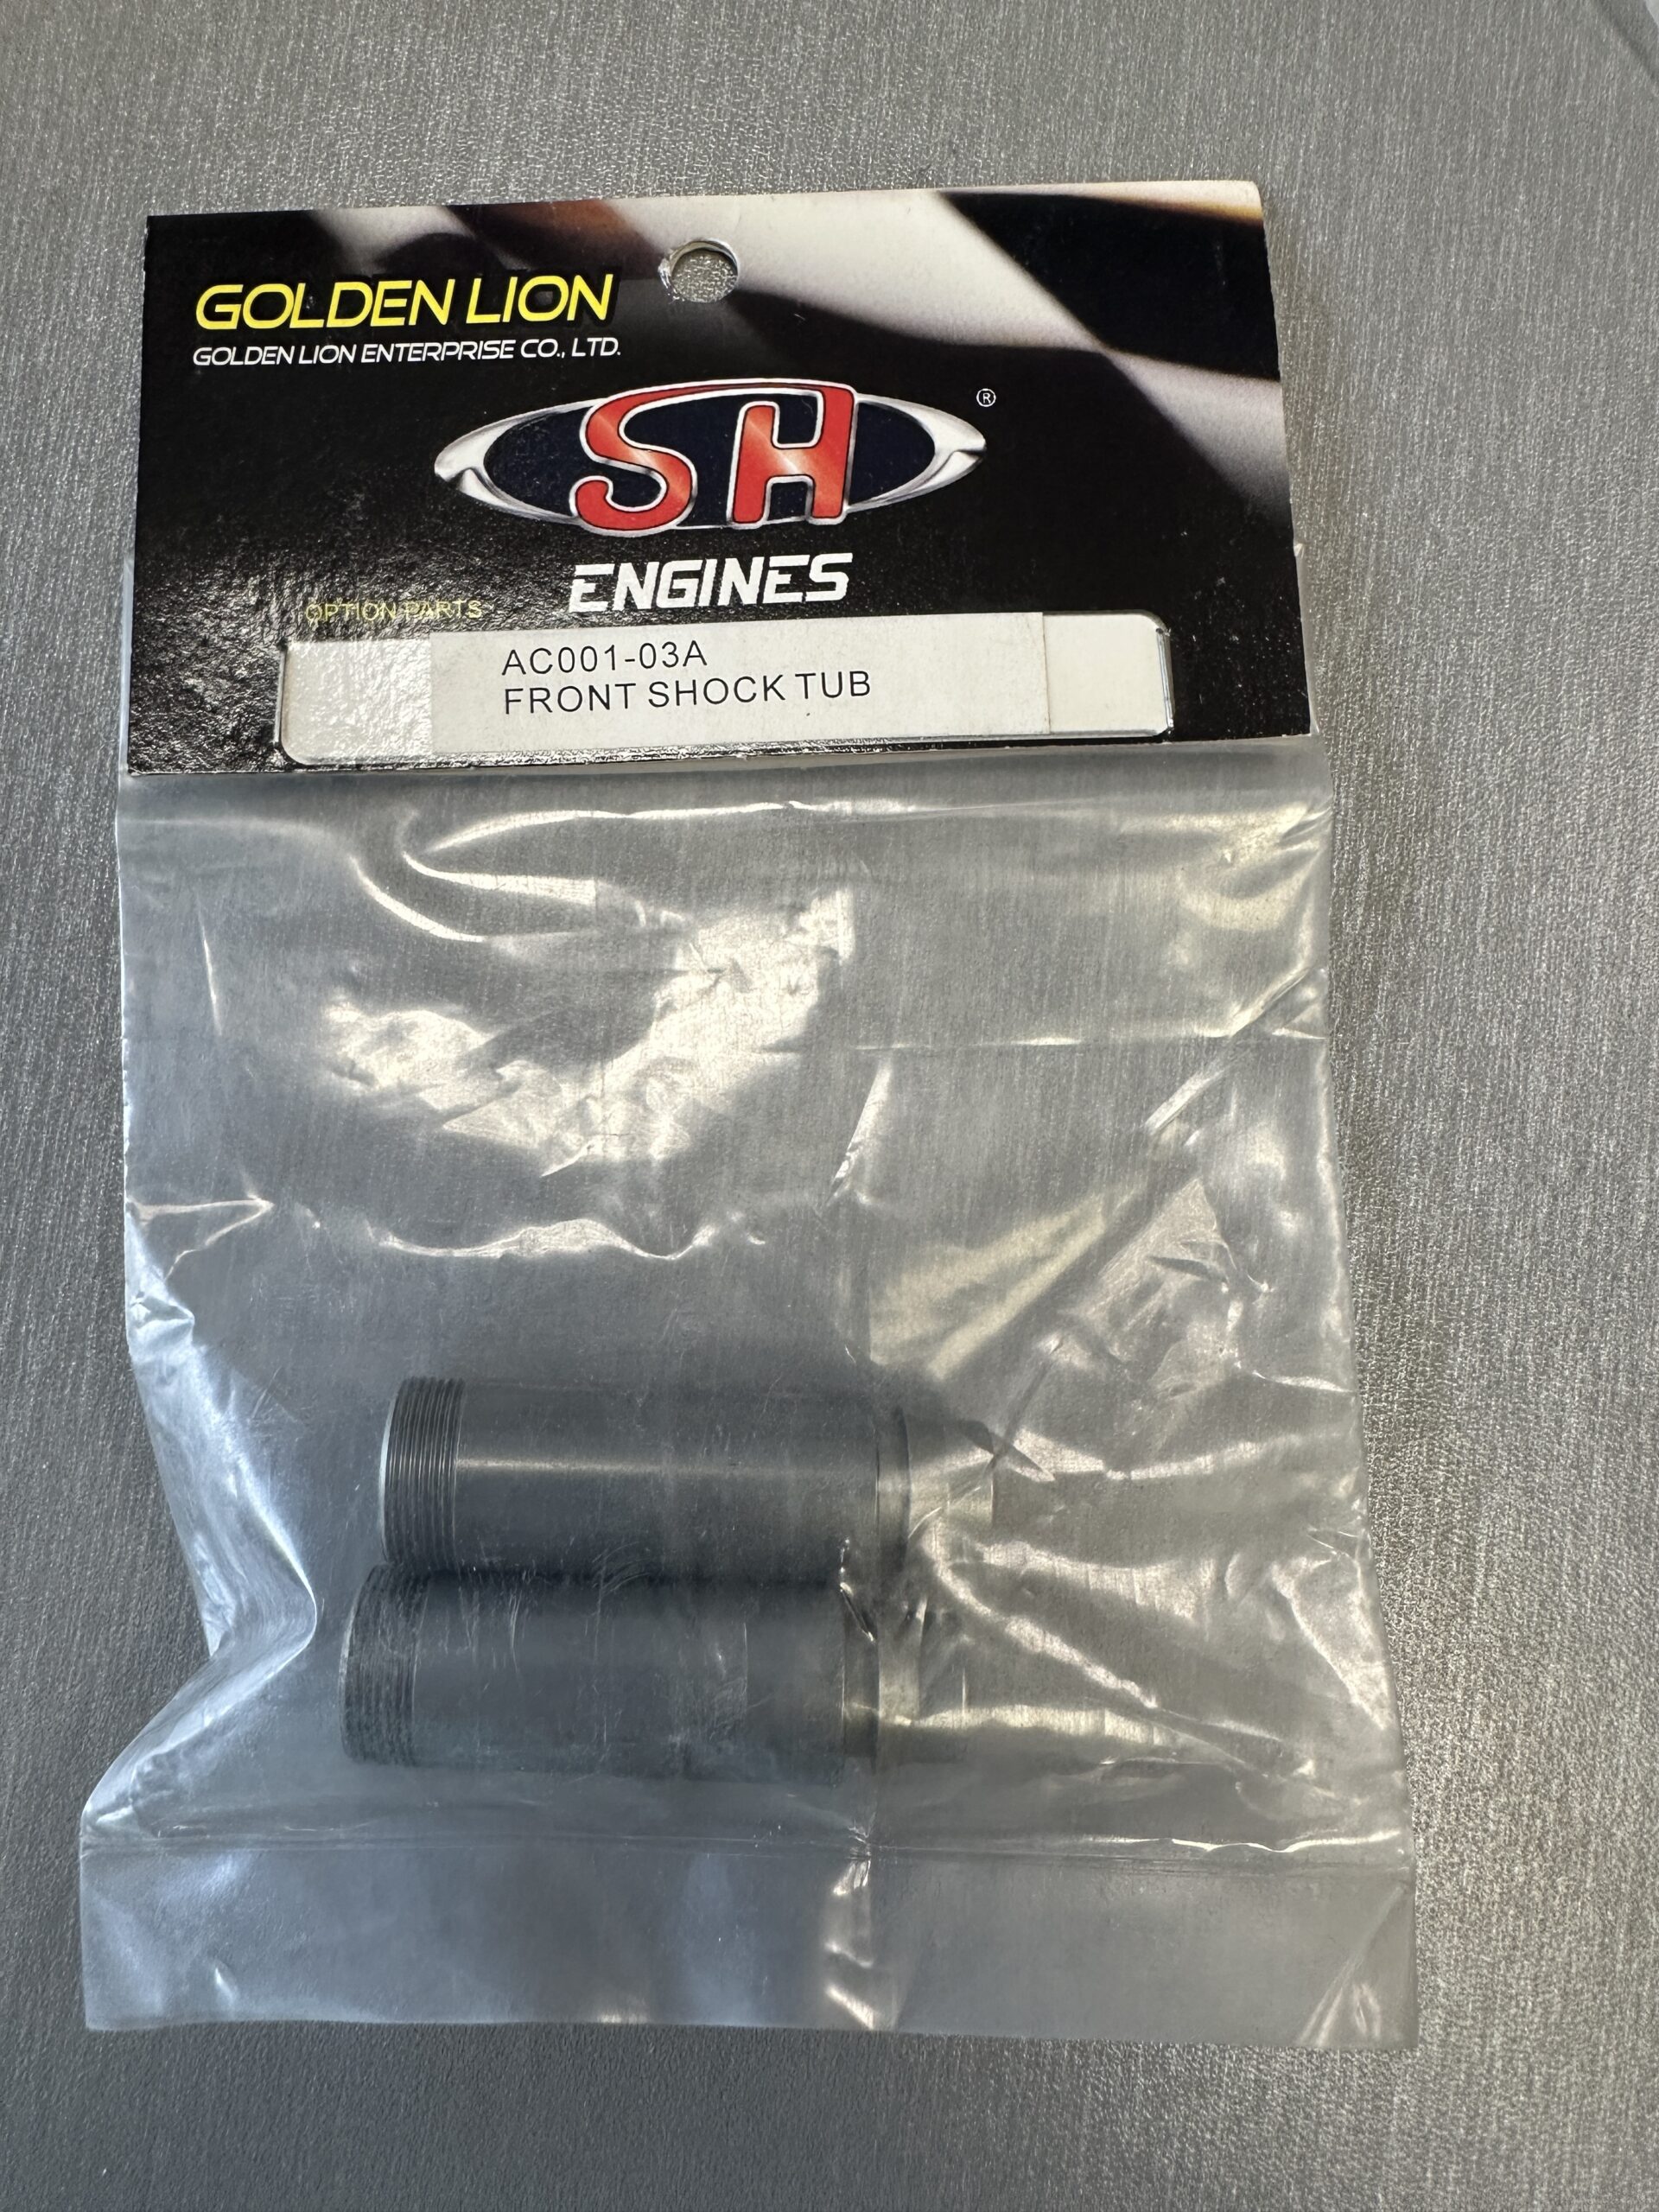 GOLDEN LION
GOLDEN LION ENTERPRISE CO., LTD.
SH ®
ENGINES
OPTION PARTS
AC001-03A
FRONT SHOCK TUB